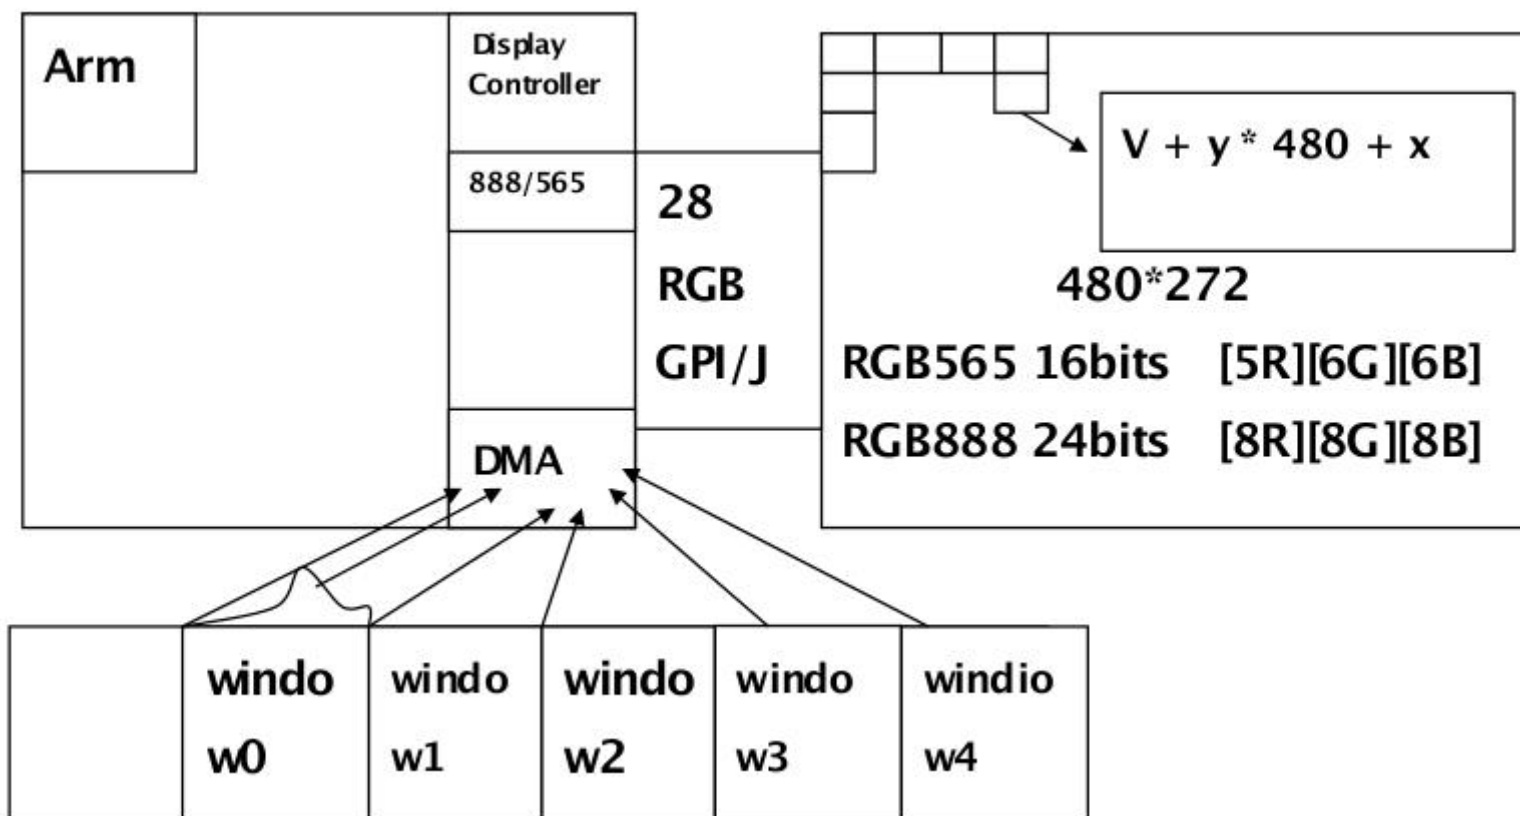 Arm
Display
Controller
888/565
28
RGB
GPI/J
DMA
V + y* 480 + x
480*272
RGB565 16bits [5R][6G][6B]
RGB888 24bits [8R][8G][8B]
windo
w0
windo
w1
windo
w2
windo
w3
windio
w4